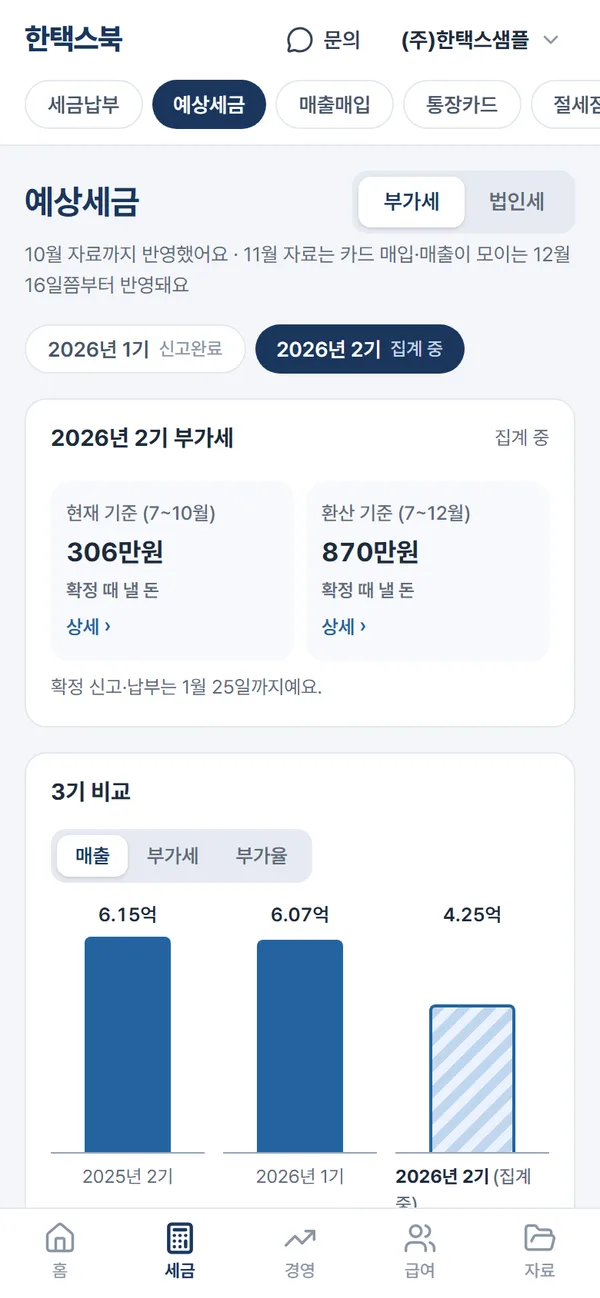 한택스북
문의
(주)한택스샘플
세금납부
예상세금
매출매입
통장카드
절세점
예상세금
부가세
법인세
10월 자료까지 반영했어요 · 11월 자료는 카드 매입·매출이 모이는 12월
16일쯤부터 반영돼요
2026년 1기 신고완료
2026년 2기 집계 중
2026년 2기 부가세
집계 중
현재 기준 (7~10월)
306만원
확정 때 낼 돈
상세 ›
환산 기준 (7~12월)
870만원
확정 때 낼 돈
상세 ›
확정 신고·납부는 1월 25일까지예요.
3기 비교
매출
부가세
부가율
6.15억
6.07억
4.25억
2025년 2기
2026년 1기
2026년 2기 (집계
중)
홈
세금
경영
급여
자료